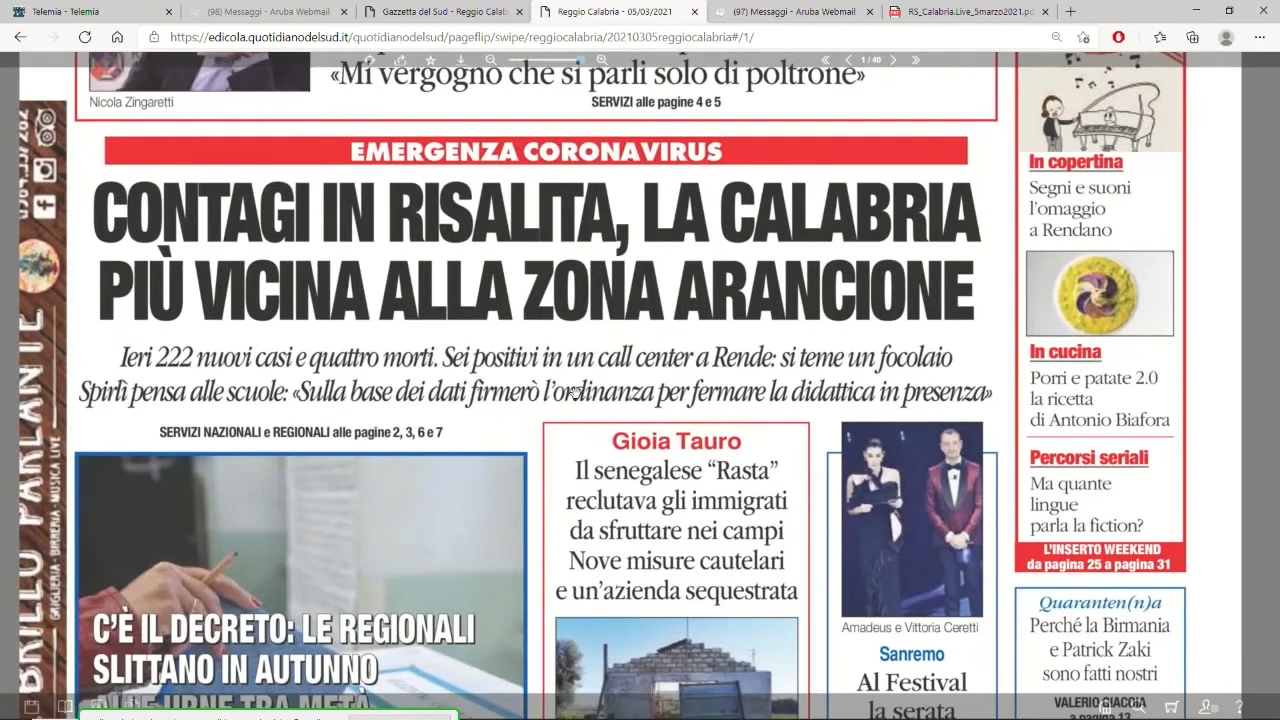 Telemia - Telemia
(98) Messaggi - Aruba Webmail
Gazzetta del Sud - Reggio Calab
Reggio Calabria - 05/03/2021
(97) Messaggi - Aruba Webmail
RS_Calabria.Live_5marzo2021.pd
https://edicola.quotidianodelsud.it/quotidianodelsud/pageflip/swipe/reggiocalabria/20210305reggiocalabria#/1/
1 / 40
«Mi vergogno che si parli solo di poltrone»
Nicola Zingaretti
SERVIZI alle pagine 4 e 5
EMERGENZA CORONAVIRUS
CONTAGI IN RISALITA, LA CALABRIA
PIÙ VICINA ALLA ZONA ARANCIONE
Ieri 222 nuovi casi e quattro morti. Sei positivi in un call center a Rende: si teme un focolaio
Spirlì pensa alle scuole: «Sulla base dei dati firmerò l'ordinanza per fermare la didattica in presenza»
SERVIZI NAZIONALI e REGIONALI alle pagine 2, 3, 6 e 7
BRILLO PARLANTE
GRIGLIERIA · BIRRERIA · MUSICA LIVE
C'È IL DECRETO: LE REGIONALI
SLITTANO IN AUTUNNO
Gioia Tauro
Il senegalese “Rasta”
reclutava gli immigrati
da sfruttare nei campi
Nove misure cautelari
e un'azienda sequestrata
Amadeus e Vittoria Ceretti
Sanremo
Al Festival
la serata
In copertina
Segni e suoni
l'omaggio
a Rendano
In cucina
Porri e patate 2.0
la ricetta
di Antonio Biafora
Percorsi seriali
Ma quante
lingue
parla la fiction?
L'INSERTO WEEKEND
da pagina 25 a pagina 31
Quaranten(n)a
Perché la Birmania
e Patrick Zaki
sono fatti nostri
VALERIO GIACOIA
a pagina 13